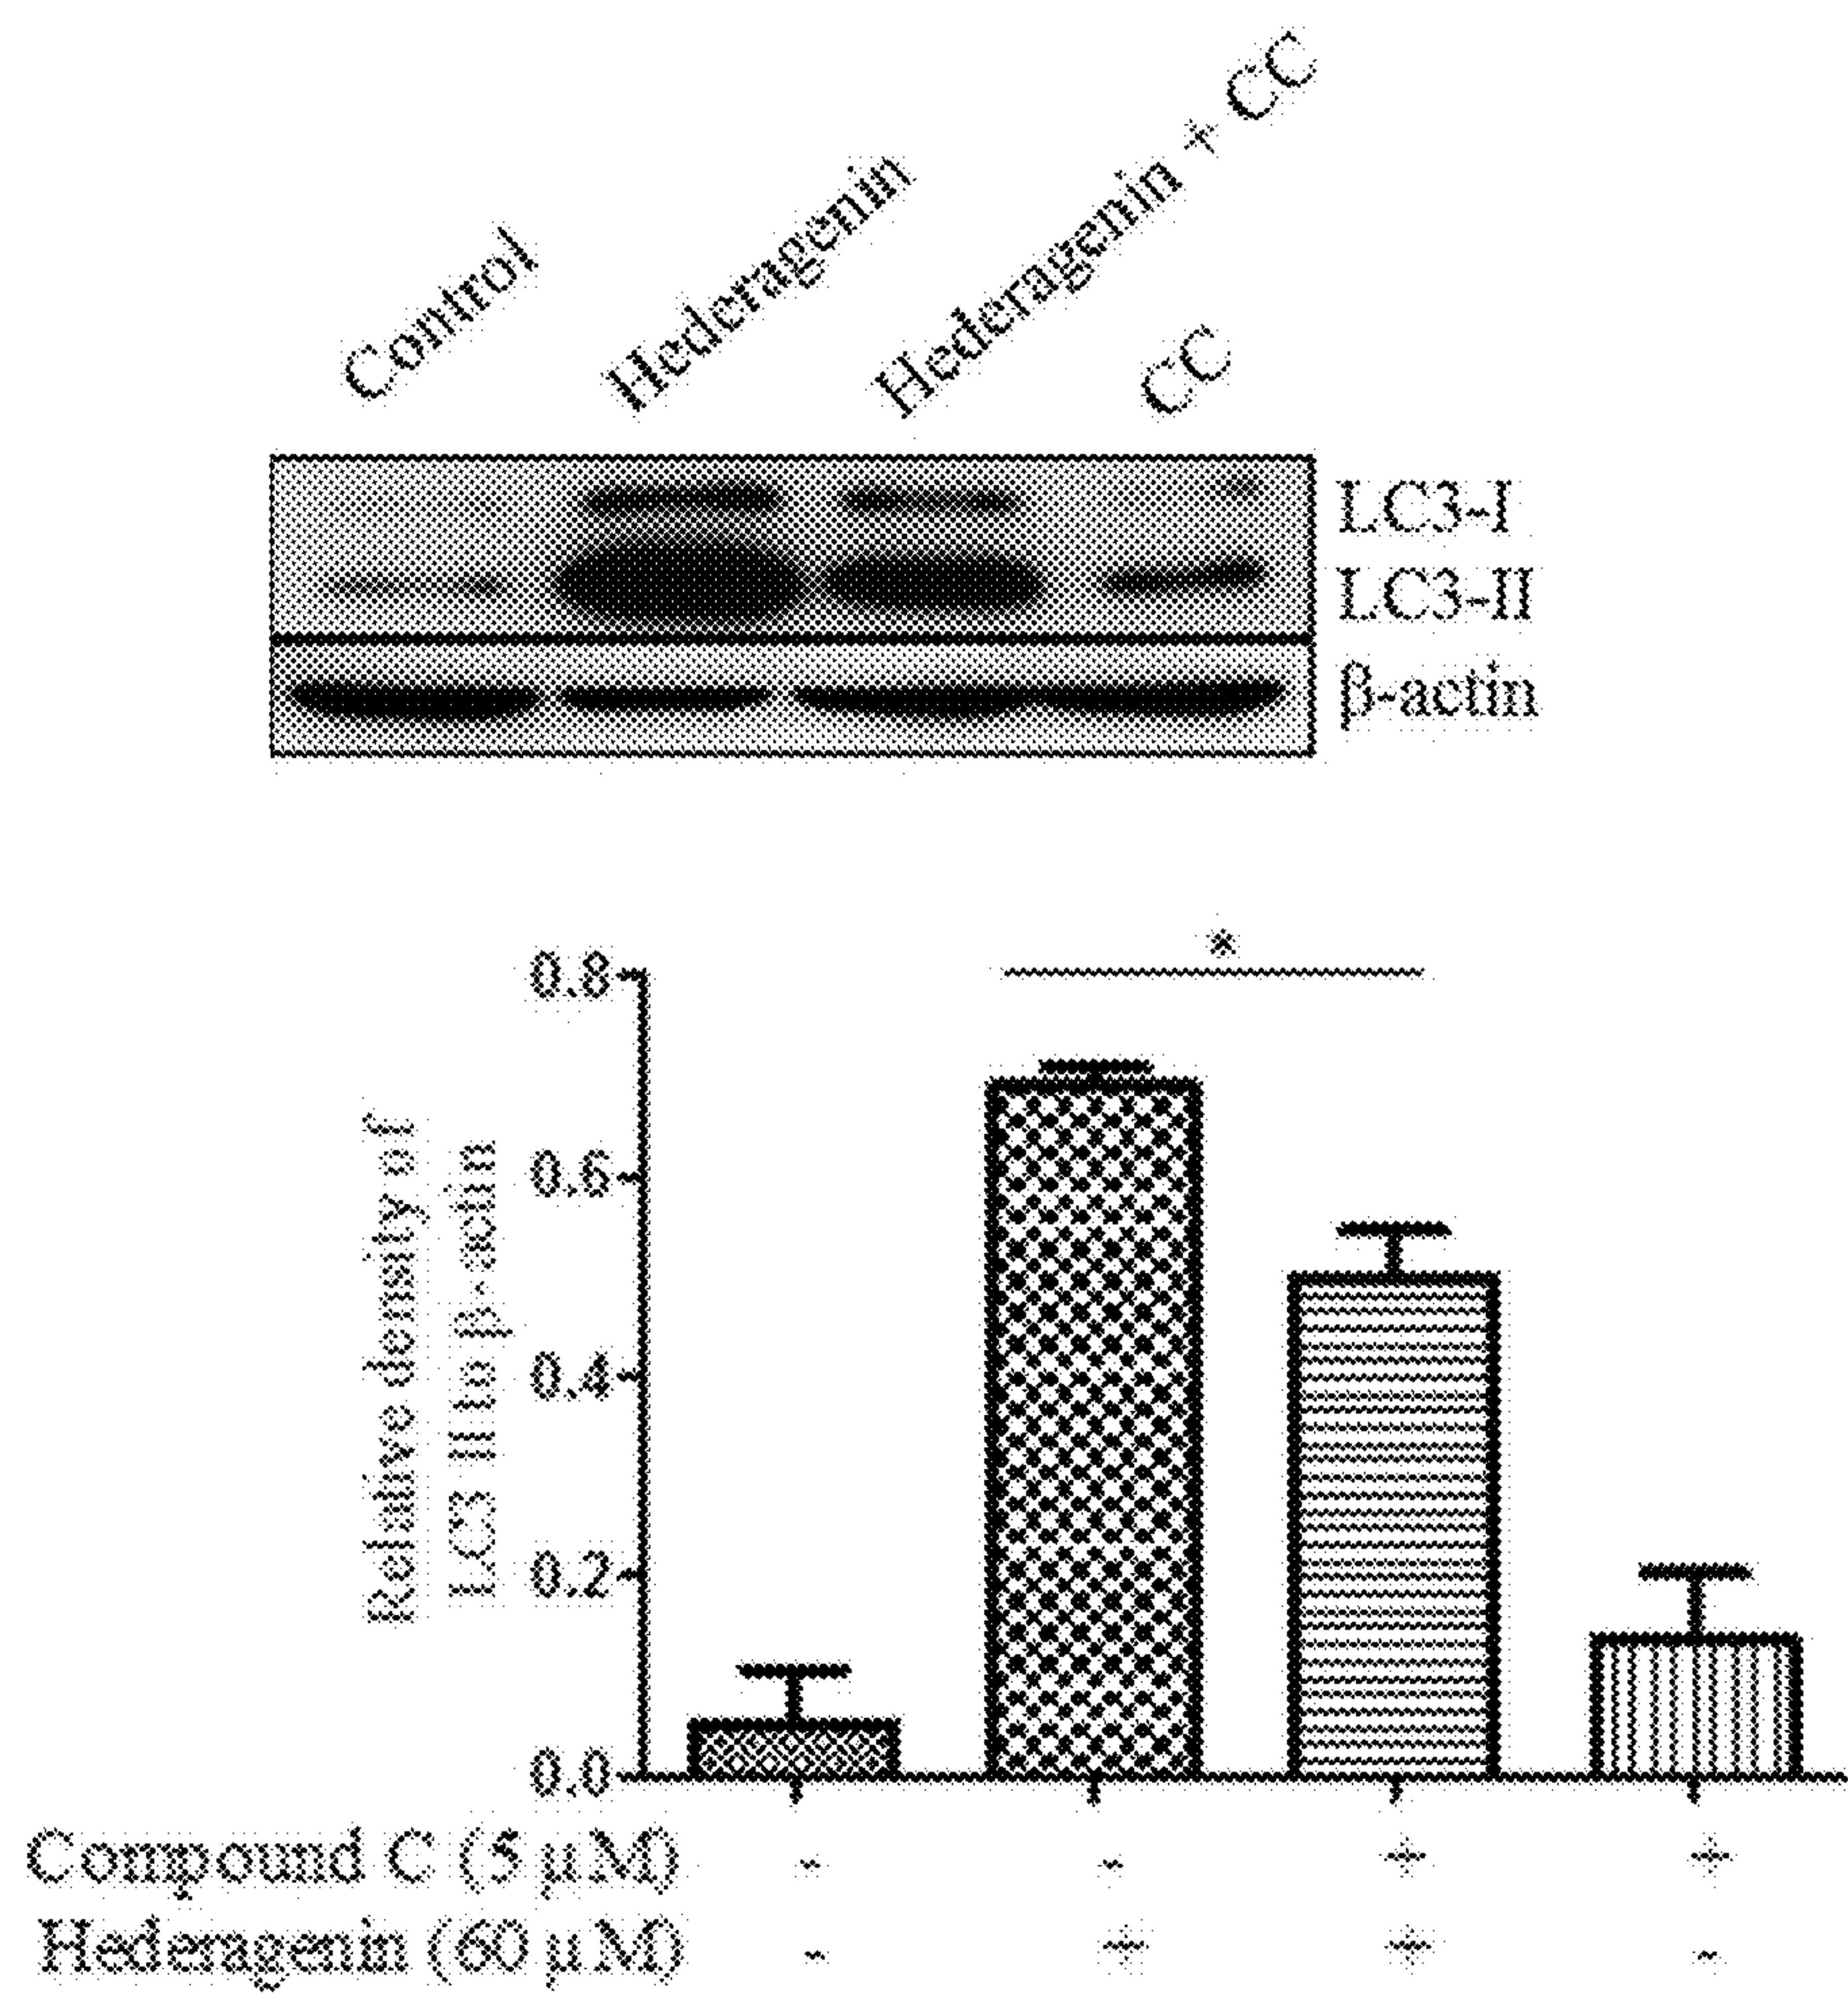 Control
Hederagenin
Hederagenin + CC
CC
LC3-I
LC3-II
β-actin
*
0.8
0.6
0.4
0.2
0.0
Relative density of
LC3 II to β-actin
Compound C (5 μM) - - + +
Hederagenin (60 μM) - + + -